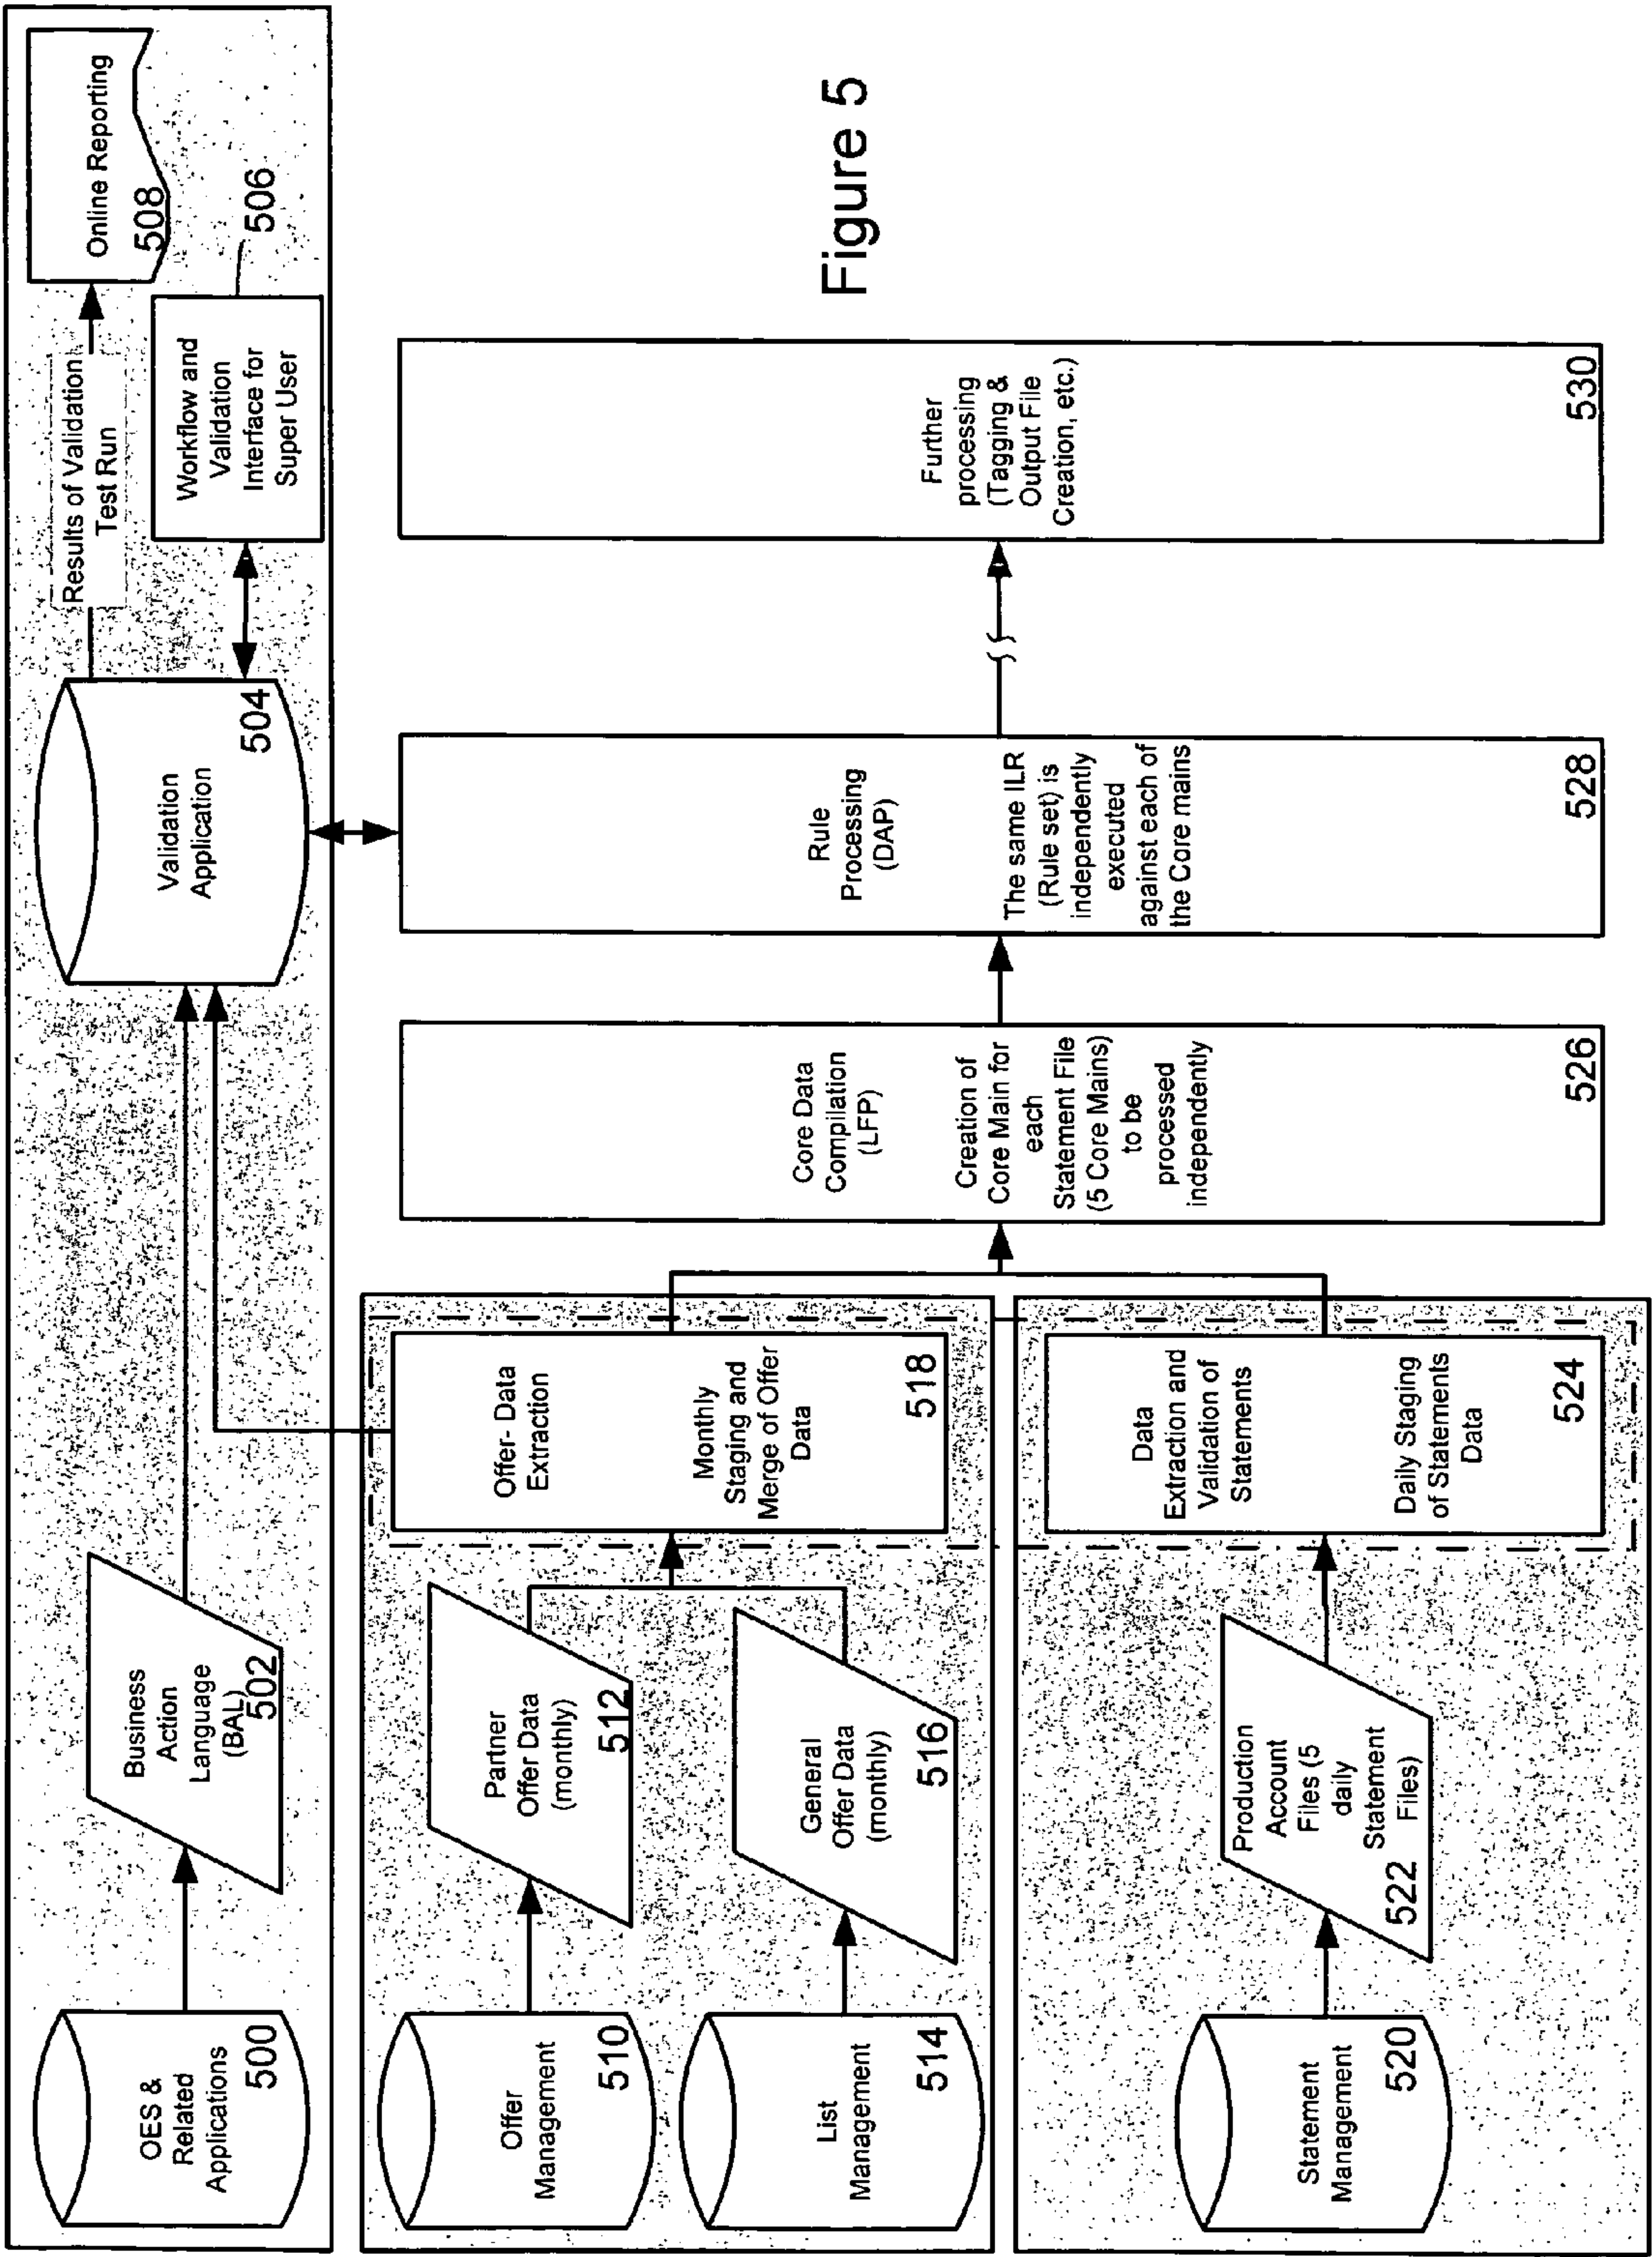 OES &
Related
Applications
500
Business
Action
Language
(BAL)
502
Validation
Application
504
Results of Validation
Test Run
Online Reporting
508
Workflow and
Validation
Interface for
Super User
506
Offer
Management
510
Partner
Offer Data
(monthly)
512
List
Management
514
General
Offer Data
(monthly)
516
Offer- Data
Extraction
Monthly
Staging and
Merge of Offer
Data
518
Statement
Management
520
Production
Account
Files (5
daily
Statement
Files)
522
Data
Extraction and
Validation of
Statements
Daily Staging
of Statements
Data
524
Core Data
Compilation
(LFP)
Creation of
Core Main for
each
Statement File
(5 Core Mains)
to be
processed
independently
526
Rule
Processing
(DAP)
The same ILR
(Rule set) is
independently
executed
against each of
the Core mains
528
Further
processing
(Tagging &
Output File
Creation, etc.)
530
Figure 5